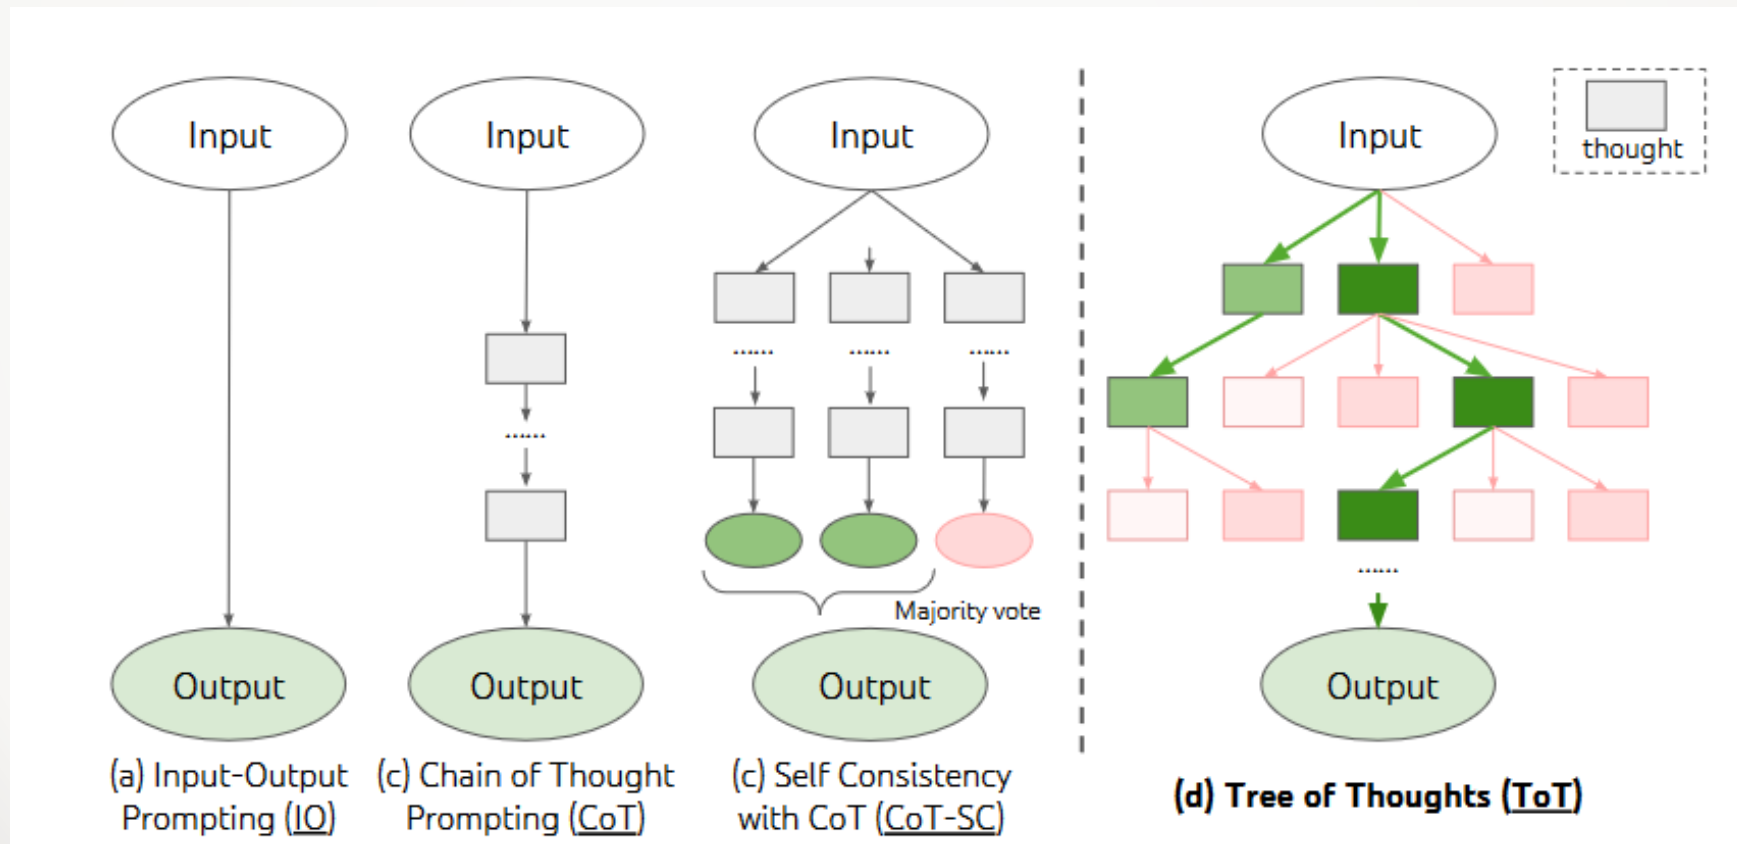 Input
Input
Input
Input
thought
......
......
......
......
......
Majority vote
Output
Output
Output
Output
(a) Input-Output
Prompting (IO)
(c) Chain of Thought
Prompting (CoT)
(c) Self Consistency
with CoT (CoT-SC)
(d) Tree of Thoughts (ToT)